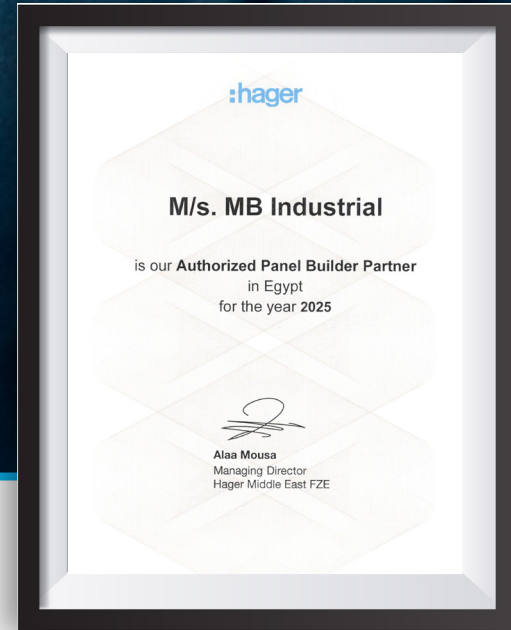 :hager
M/s. MB Industrial
is our Authorized Panel Builder Partner
in Egypt
for the year 2025
Alaa Mousa
Managing Director
Hager Middle East FZE